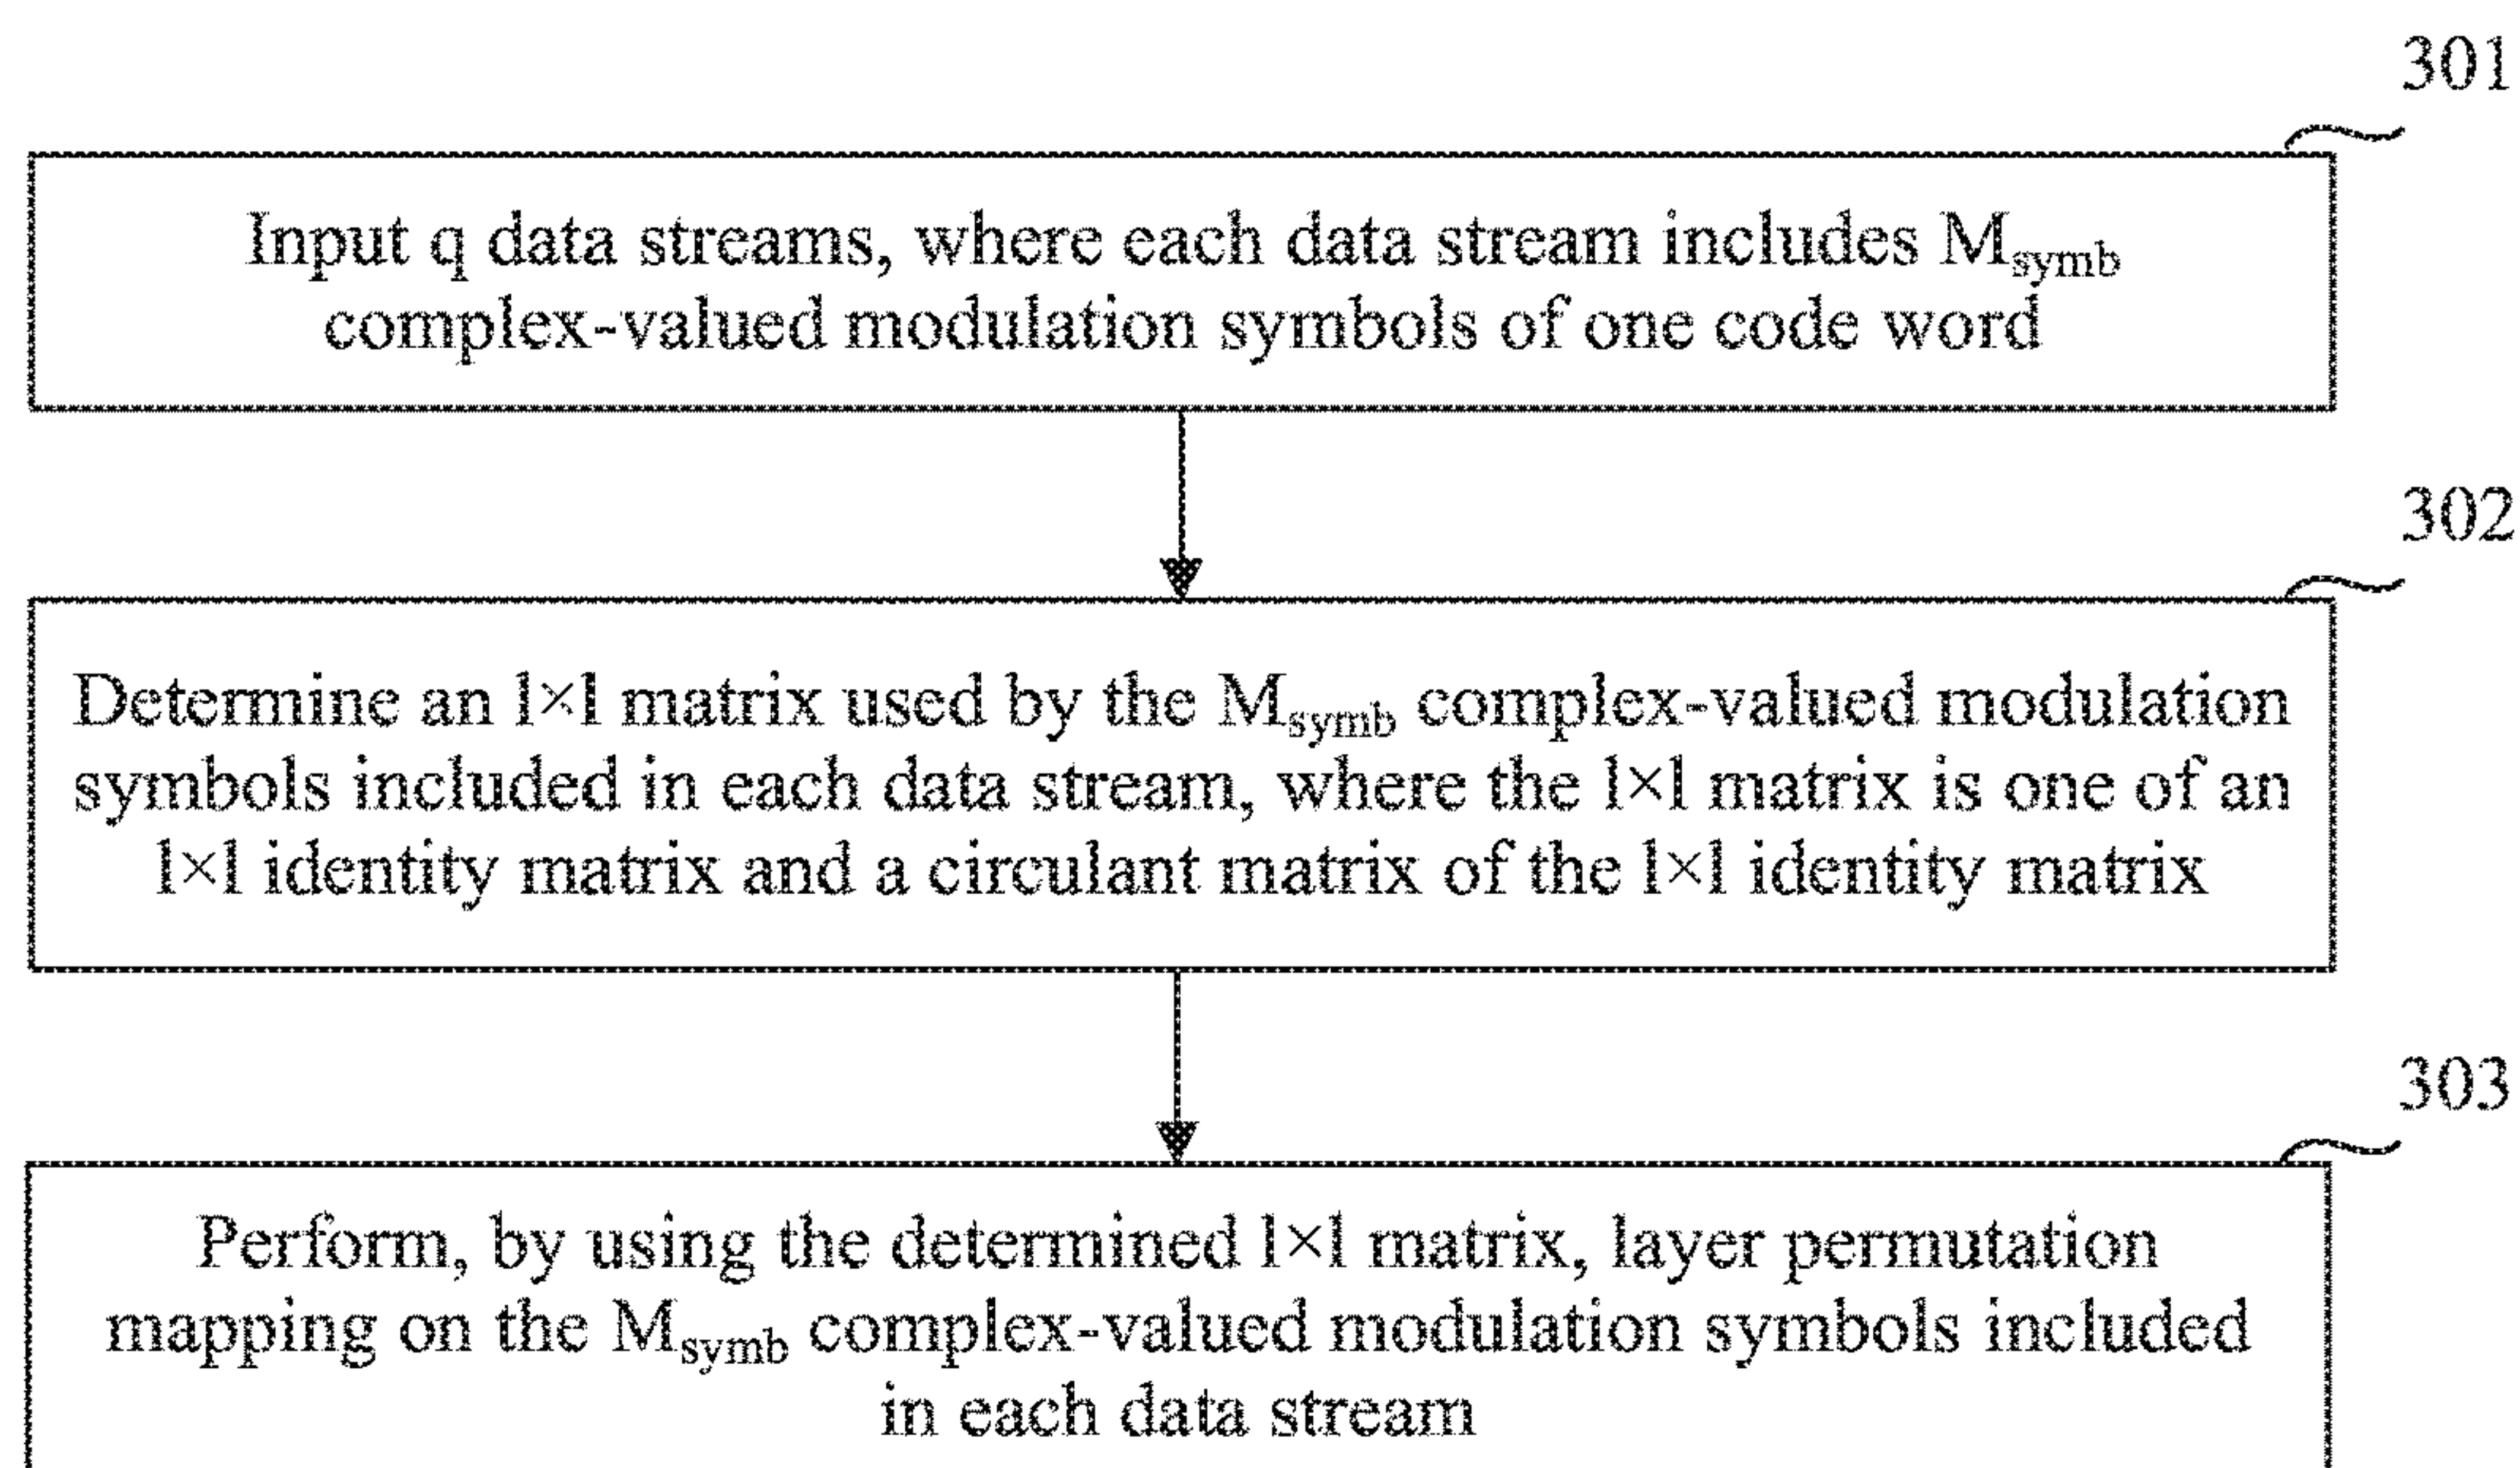 301
Input q data streams, where each data stream includes Msymb
complex-valued modulation symbols of one code word
302
Determine an l×l matrix used by the Msymb complex-valued modulation
symbols included in each data stream, where the l×l matrix is one of an
l×l identity matrix and a circulant matrix of the l×l identity matrix
303
Perform, by using the determined l×l matrix, layer permutation
mapping on the Msymb complex-valued modulation symbols included
in each data stream